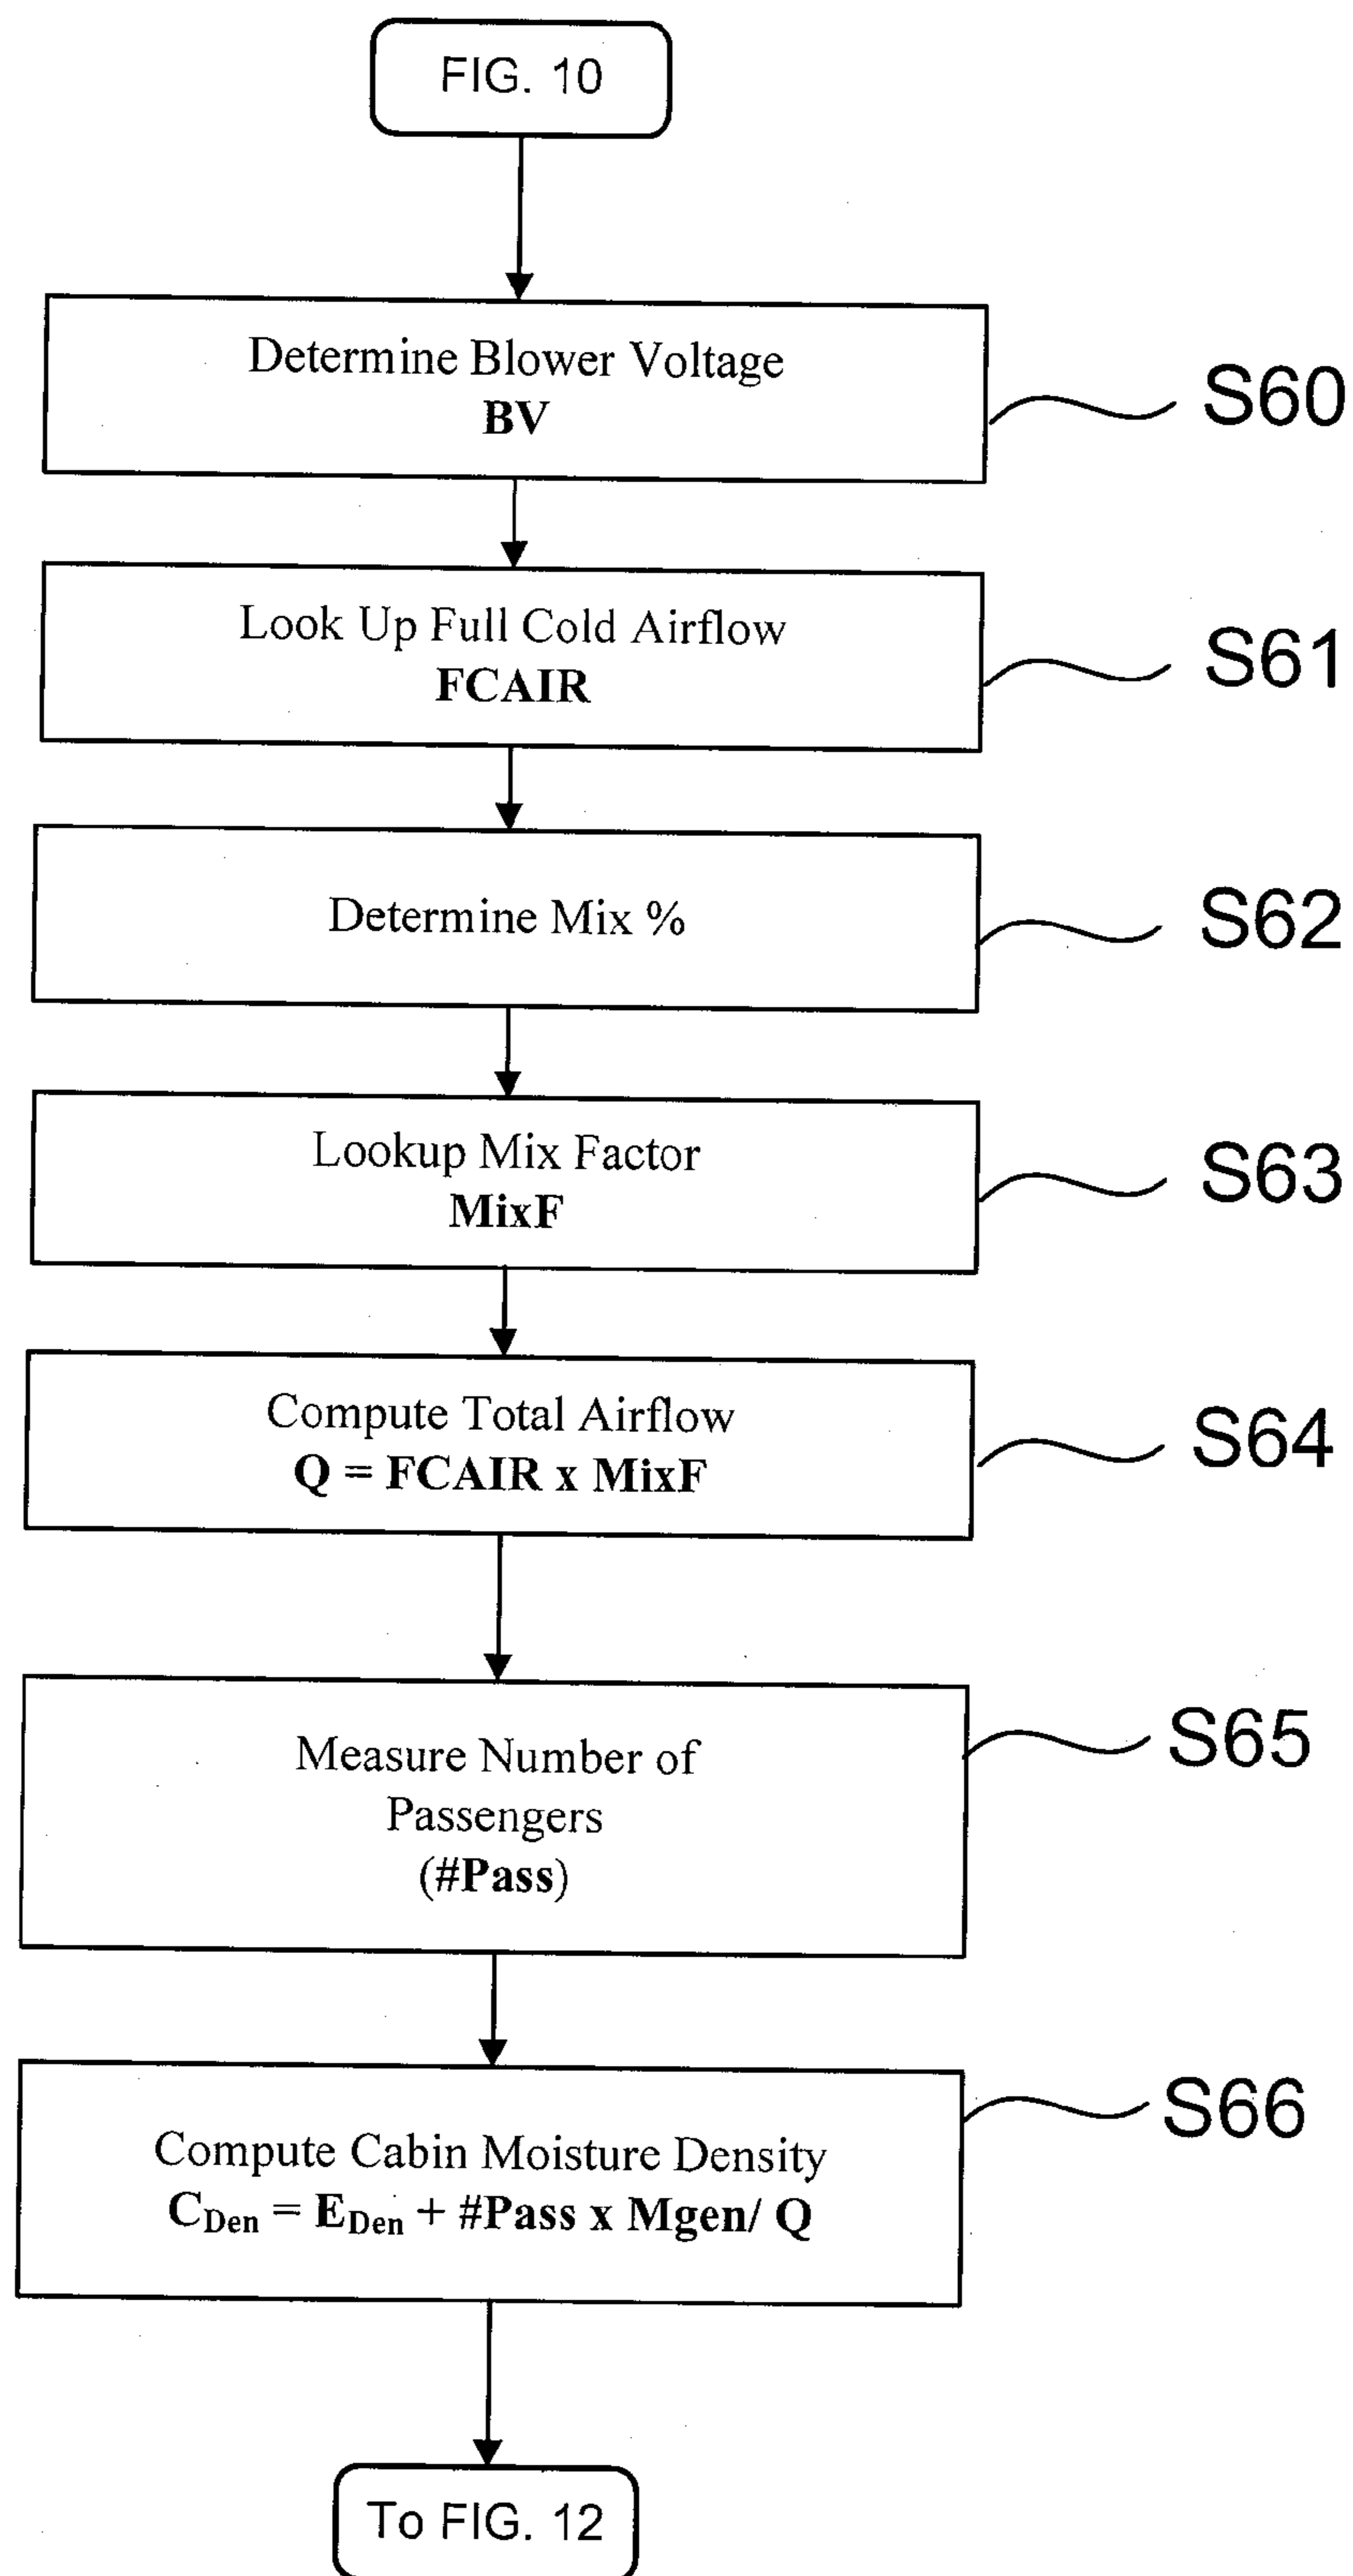 FIG. 10
Determine Blower Voltage
BV
S60
Look Up Full Cold Airflow
FCAIR
S61
Determine Mix %
S62
Lookup Mix Factor
MixF
S63
Compute Total Airflow
Q = FCAIR x MixF
S64
Measure Number of
Passengers
(#Pass)
S65
Compute Cabin Moisture Density
C_Den = E_Den + #Pass x Mgen/ Q
S66
To FIG. 12